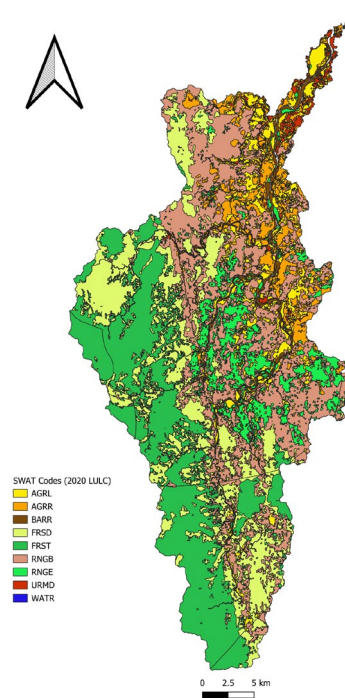 SWAT Codes (2020 LULC)
AGRL
AGRR
BARR
FRSD
FRST
RNGB
RNGE
URMD
WATR
0 2.5 5 km